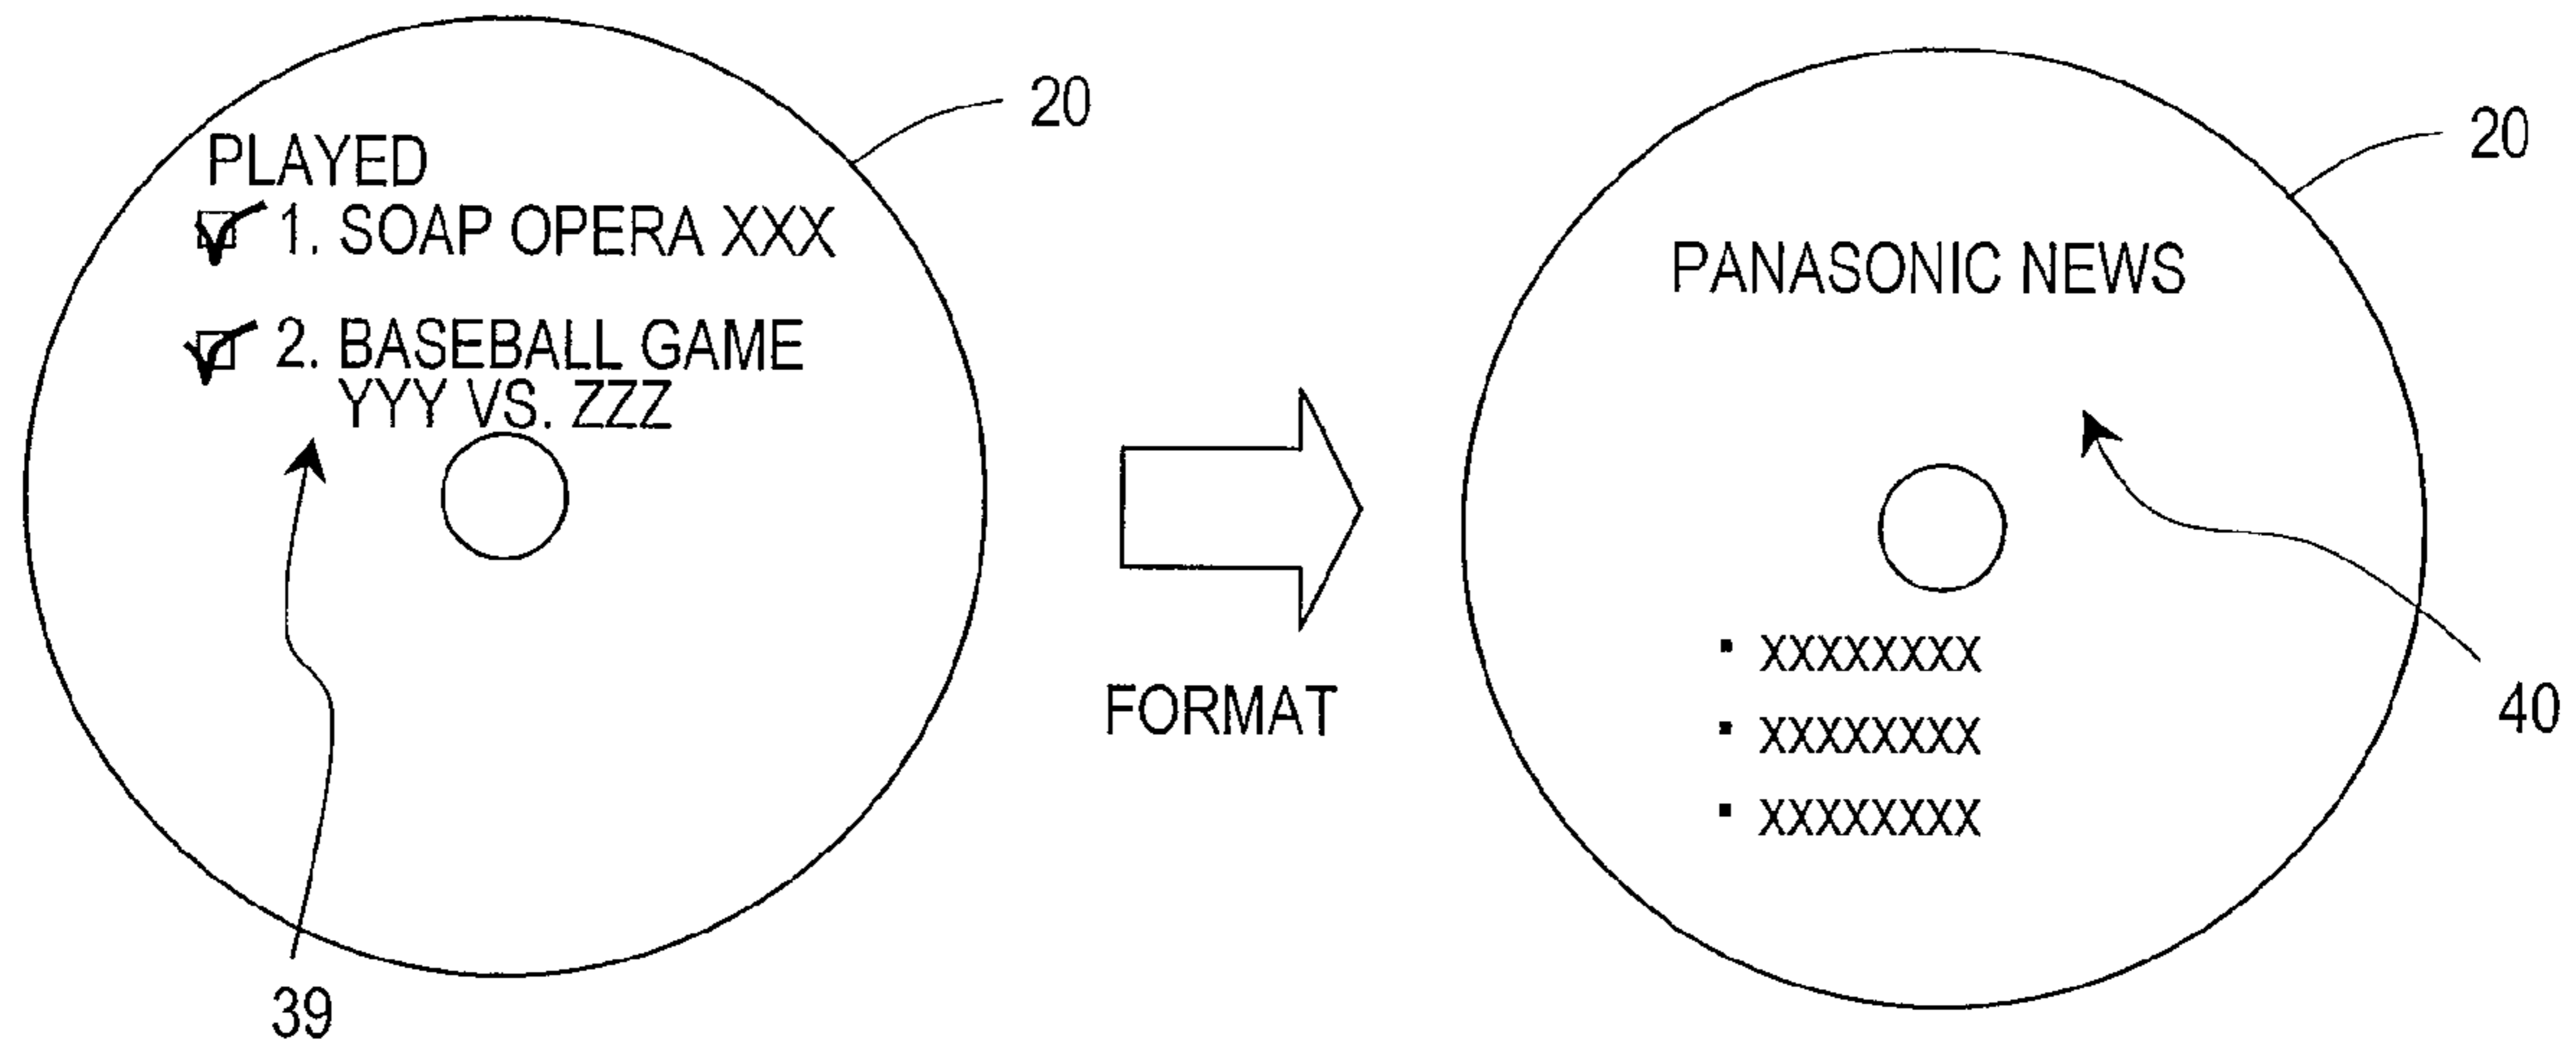 20
PLAYED
1. SOAP OPERA XXX
2. BASEBALL GAME
YYY VS. ZZZ
39
FORMAT
20
PANASONIC NEWS
40
· XXXXXXXX
· XXXXXXXX
· XXXXXXXX